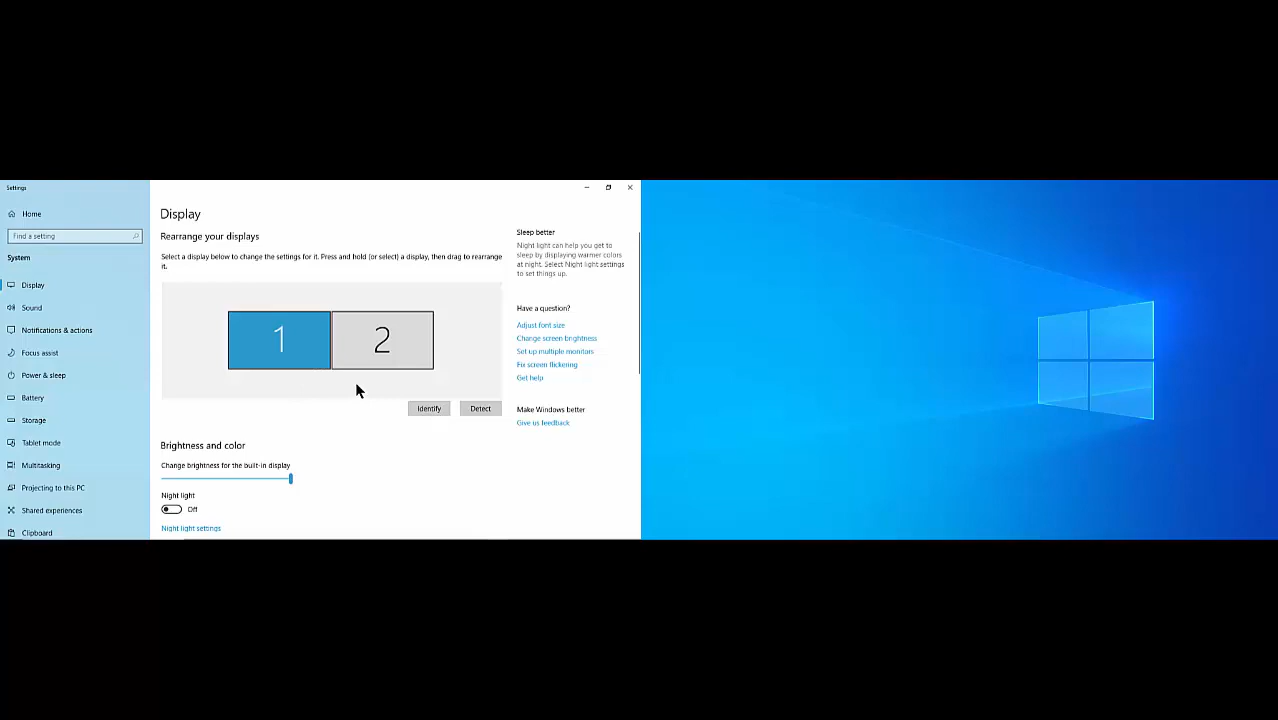 Settings
Home
Find a setting
System
Display
Sound
Notifications & actions
Focus assist
Power & sleep
Battery
Storage
Tablet mode
Multitasking
Projecting to this PC
Shared experiences
Clipboard
Display
Rearrange your displays
Select a display below to change the settings for it. Press and hold (or select) a display, then drag to rearrange
it.
1 2
Identify Detect
Brightness and color
Change brightness for the built-in display
Night light
Off
Night light settings
Sleep better
Night light can help you get to
sleep by displaying warmer colors
at night. Select Night light settings
to set things up.
Have a question?
Adjust font size
Change screen brightness
Set up multiple monitors
Fix screen flickering
Get help
Make Windows better
Give us feedback